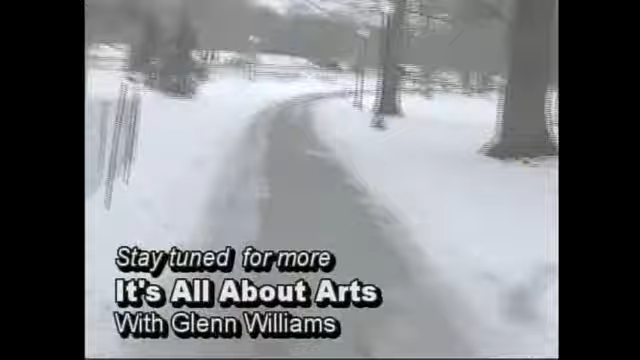 Stay tuned for more
It's All About Arts
With Glenn Williams